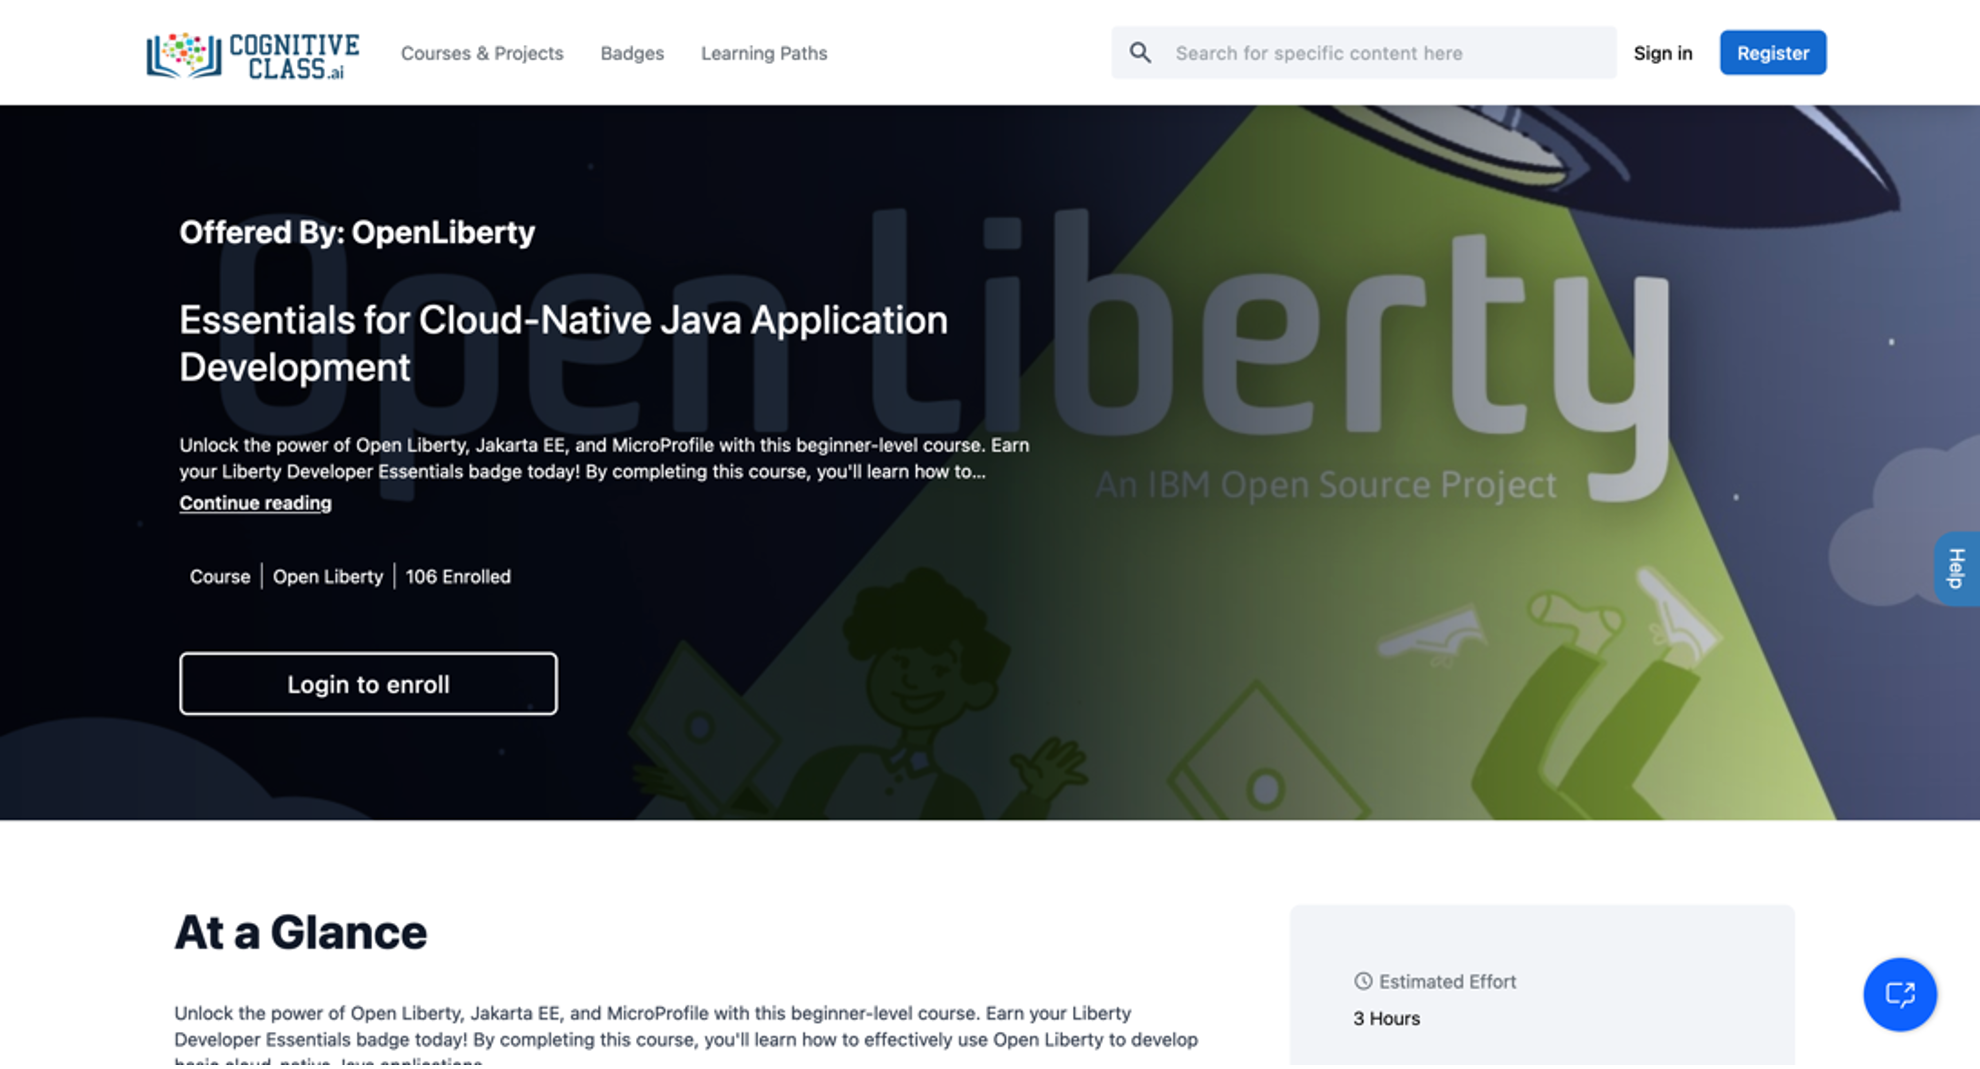 COGNITIVE
CLASS.ai
Courses & Projects
Badges
Learning Paths
Search for specific content here
Sign in
Register
Open Liberty
An IBM Open Source Project
Offered By: OpenLiberty
Essentials for Cloud-Native Java Application
Development
Unlock the power of Open Liberty, Jakarta EE, and MicroProfile with this beginner-level course. Earn
your Liberty Developer Essentials badge today! By completing this course, you'll learn how to...
Continue reading
Course | Open Liberty | 106 Enrolled
Login to enroll
Help
At a Glance
Unlock the power of Open Liberty, Jakarta EE, and MicroProfile with this beginner-level course. Earn your Liberty
Developer Essentials badge today! By completing this course, you'll learn how to effectively use Open Liberty to develop
basic cloud-native Java applications.
Estimated Effort
3 Hours